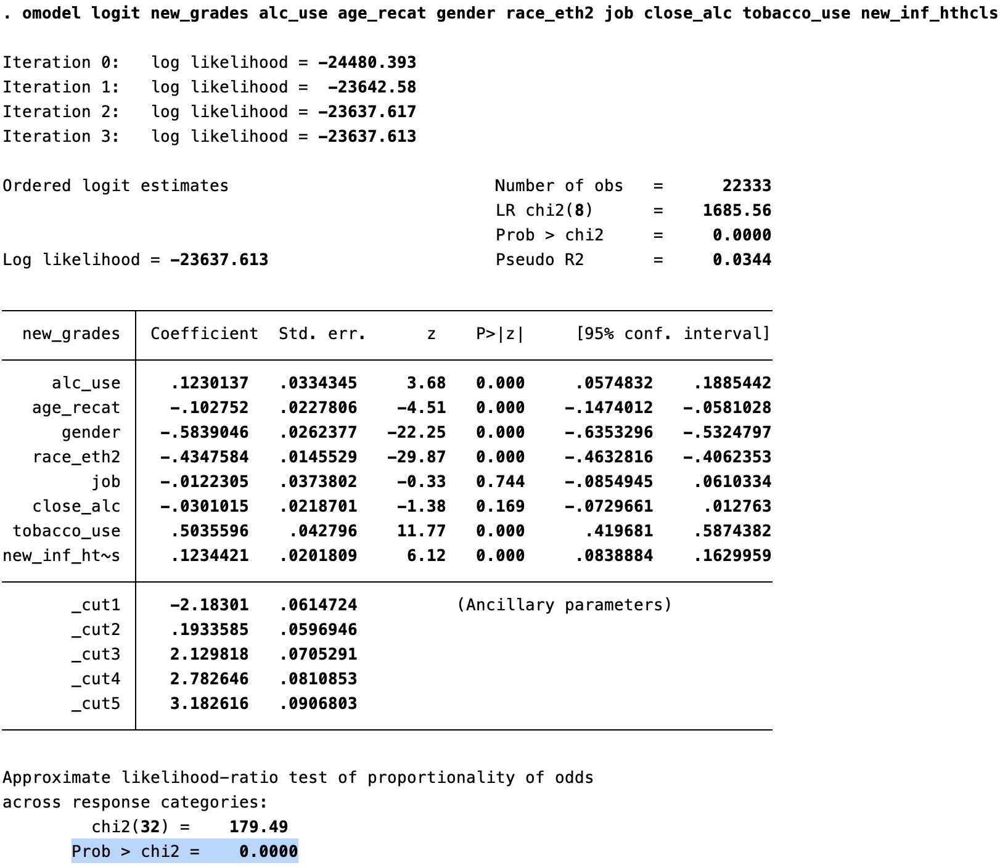 . omodel logit new_grades alc_use age_recat gender race_eth2 job close_alc tobacco_use new_inf_hthcls
Iteration 0:   log likelihood = -24480.393
Iteration 1:   log likelihood =  -23642.58
Iteration 2:   log likelihood = -23637.617
Iteration 3:   log likelihood = -23637.613
Ordered logit estimates                           Number of obs   =      22333
                                                  LR chi2(8)      =    1685.56
                                                  Prob > chi2     =     0.0000
Log likelihood = -23637.613                       Pseudo R2       =     0.0344
  new_grades | Coefficient  Std. err.      z    P>|z|     [95% conf. interval]
     alc_use |   .1230137   .0334345     3.68   0.000     .0574832    .1885442
   age_recat |   -.102752   .0227806    -4.51   0.000    -.1474012   -.0581028
      gender |  -.5839046   .0262377   -22.25   0.000    -.6353296   -.5324797
   race_eth2 |  -.4347584   .0145529   -29.87   0.000    -.4632816   -.4062353
         job |  -.0122305   .0373802    -0.33   0.744    -.0854945    .0610334
   close_alc |  -.0301015   .0218701    -1.38   0.169    -.0729661     .012763
 tobacco_use |   .5035596    .042796    11.77   0.000      .419681    .5874382
new_inf_ht~s |   .1234421   .0201809     6.12   0.000     .0838884    .1629959
       _cut1 |   -2.18301   .0614724          (Ancillary parameters)
       _cut2 |   .1933585   .0596946
       _cut3 |   2.129818   .0705291
       _cut4 |   2.782646   .0810853
       _cut5 |   3.182616   .0906803
Approximate likelihood-ratio test of proportionality of odds
across response categories:
         chi2(32) =    179.49
       Prob > chi2 =    0.0000